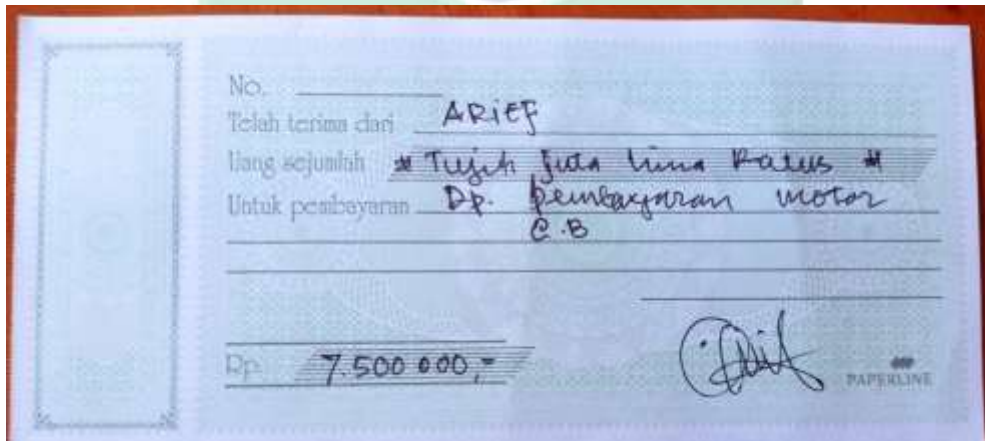 No.
Telah terima dari ARIEF
Uang sejumlah # Tujuh Juta lima Ratus #
Untuk pembayaran Dp. pembayaran motor
C.B
Rp. 7.500 000,-
PAPERLINE